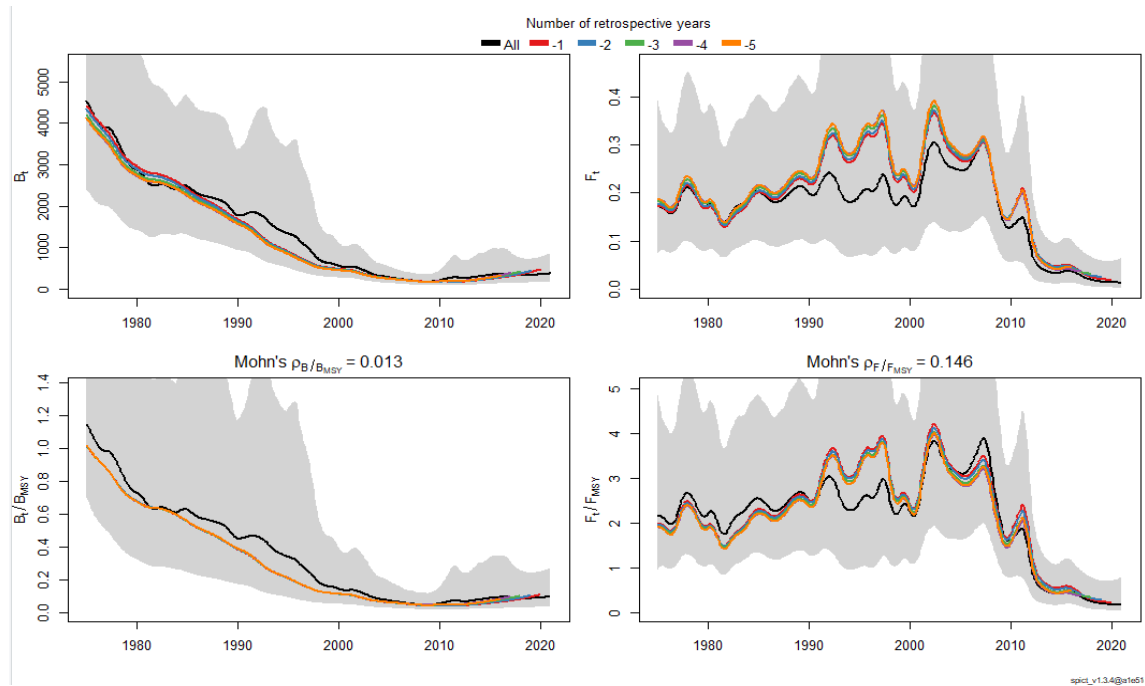 Number of retrospective years
All -1 -2 -3 -4 -5
Bt
0 1000 2000 3000 4000 5000
1980 1990 2000 2010 2020
Ft
0.0 0.1 0.2 0.3 0.4
1980 1990 2000 2010 2020
Mohn's ρB/BMSY = 0.013
Bt/BMSY
0.0 0.2 0.4 0.6 0.8 1.0 1.2 1.4
1980 1990 2000 2010 2020
Mohn's ρF/FMSY = 0.146
Ft/FMSY
0 1 2 3 4 5
1980 1990 2000 2010 2020
spict_v1.3.4@a1e51